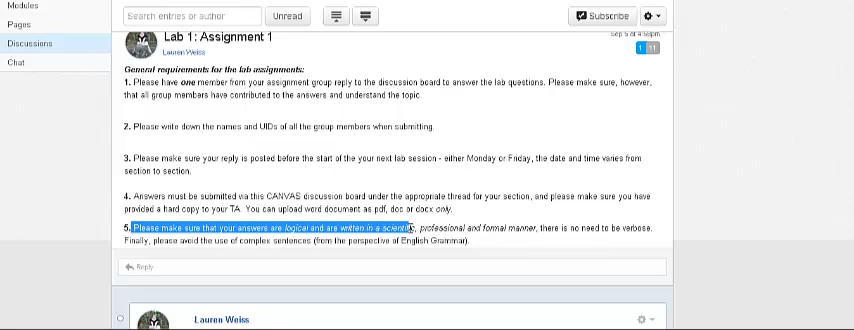 Modules
Search entries or author
Unread
Subscribe
Pages
Discussions
Chat
Lab 1: Assignment 1
Lauren Weiss
Sep 5 at 4:56pm
1 11
General requirements for the lab assignments:
1. Please have one member from your assignment group reply to the discussion board to answer the lab questions. Please make sure, however,
that all group members have contributed to the answers and understand the topic.
2. Please write down the names and UIDs of all the group members when submitting.
3. Please make sure your reply is posted before the start of the your next lab session - either Monday or Friday, the date and time varies from
section to section.
4. Answers must be submitted via this CANVAS discussion board under the appropriate thread for your section, and please make sure you have
provided a hard copy to your TA. You can upload word document as pdf, doc or docx only.
5. Please make sure that your answers are logical and are written in a scientific, professional and formal manner, there is no need to be verbose.
Finally, please avoid the use of complex sentences (from the perspective of English Grammar).
Reply
Lauren Weiss